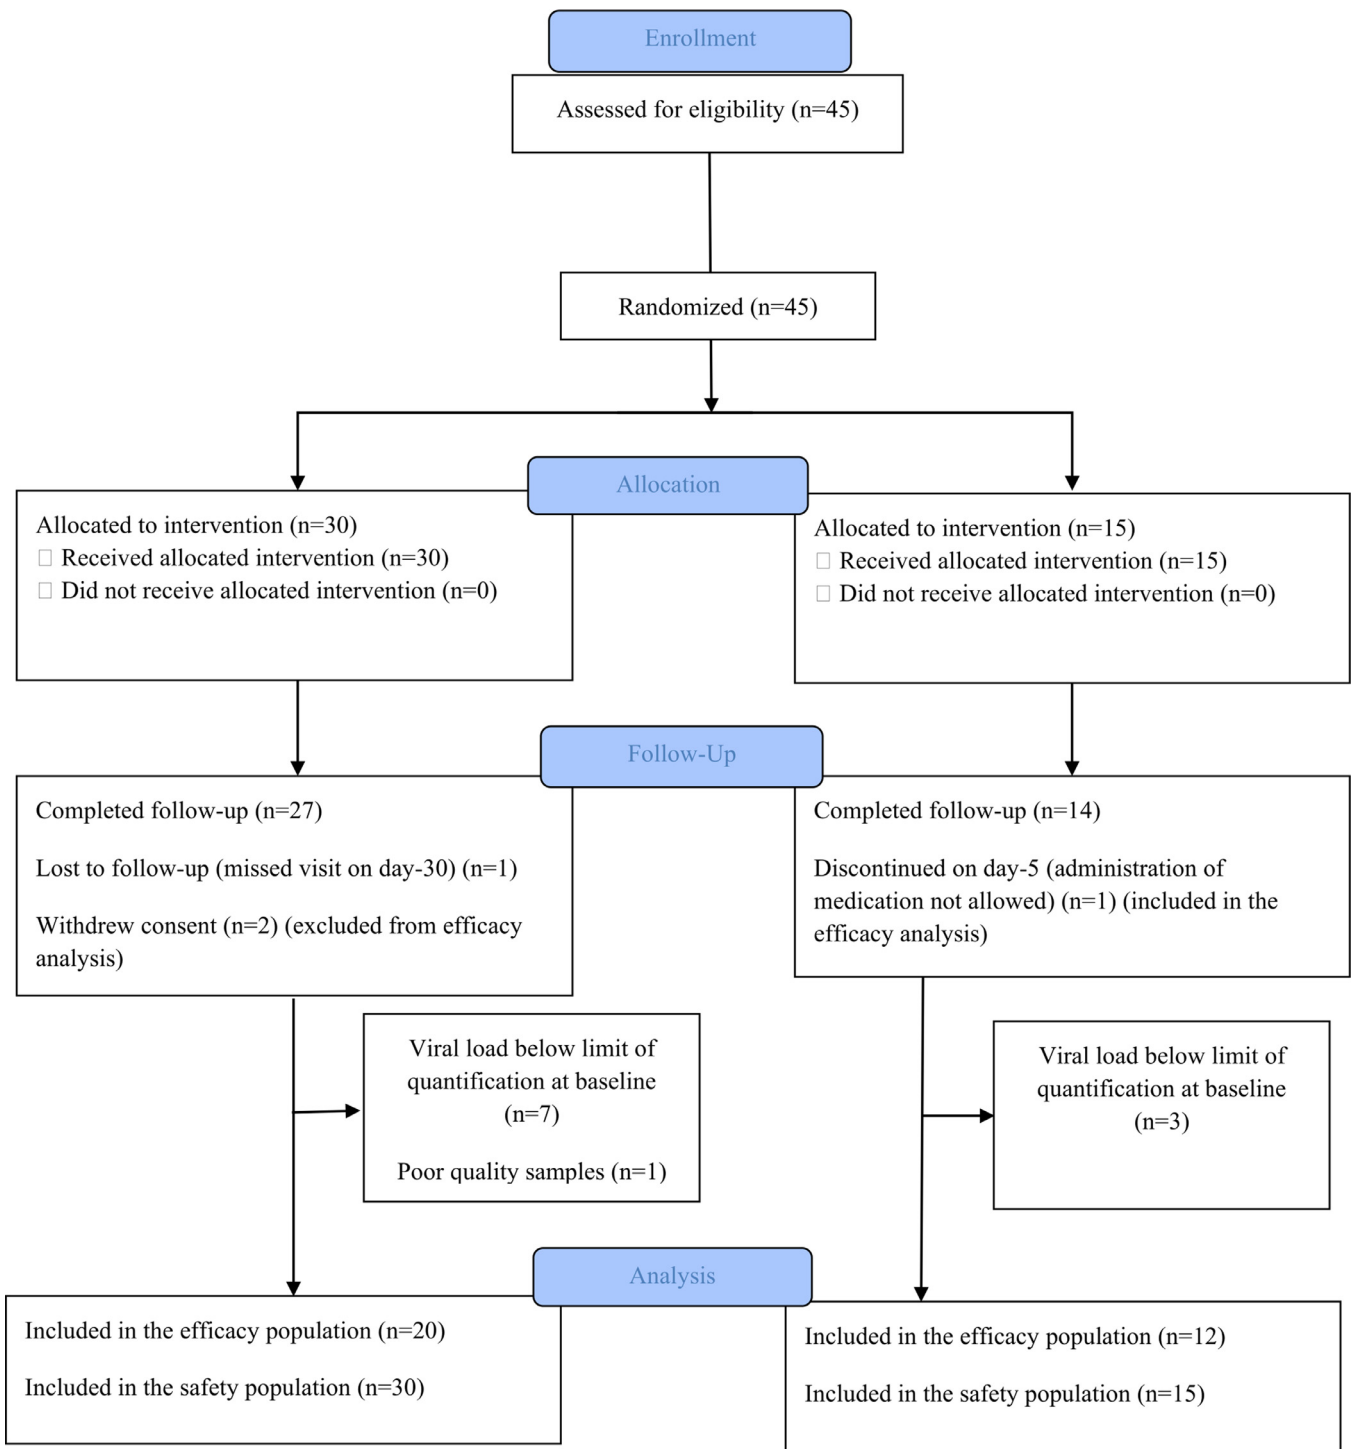 Enrollment
Assessed for eligibility (n=45)
Randomized (n=45)
Allocation
Allocated to intervention (n=30)
□ Received allocated intervention (n=30)
□ Did not receive allocated intervention (n=0)
Allocated to intervention (n=15)
□ Received allocated intervention (n=15)
□ Did not receive allocated intervention (n=0)
Follow-Up
Completed follow-up (n=27)
Lost to follow-up (missed visit on day-30) (n=1)
Withdrew consent (n=2) (excluded from efficacy
analysis)
Completed follow-up (n=14)
Discontinued on day-5 (administration of
medication not allowed) (n=1) (included in the
efficacy analysis)
Viral load below limit of
quantification at baseline
(n=7)
Poor quality samples (n=1)
Viral load below limit of
quantification at baseline
(n=3)
Analysis
Included in the efficacy population (n=20)
Included in the safety population (n=30)
Included in the efficacy population (n=12)
Included in the safety population (n=15)